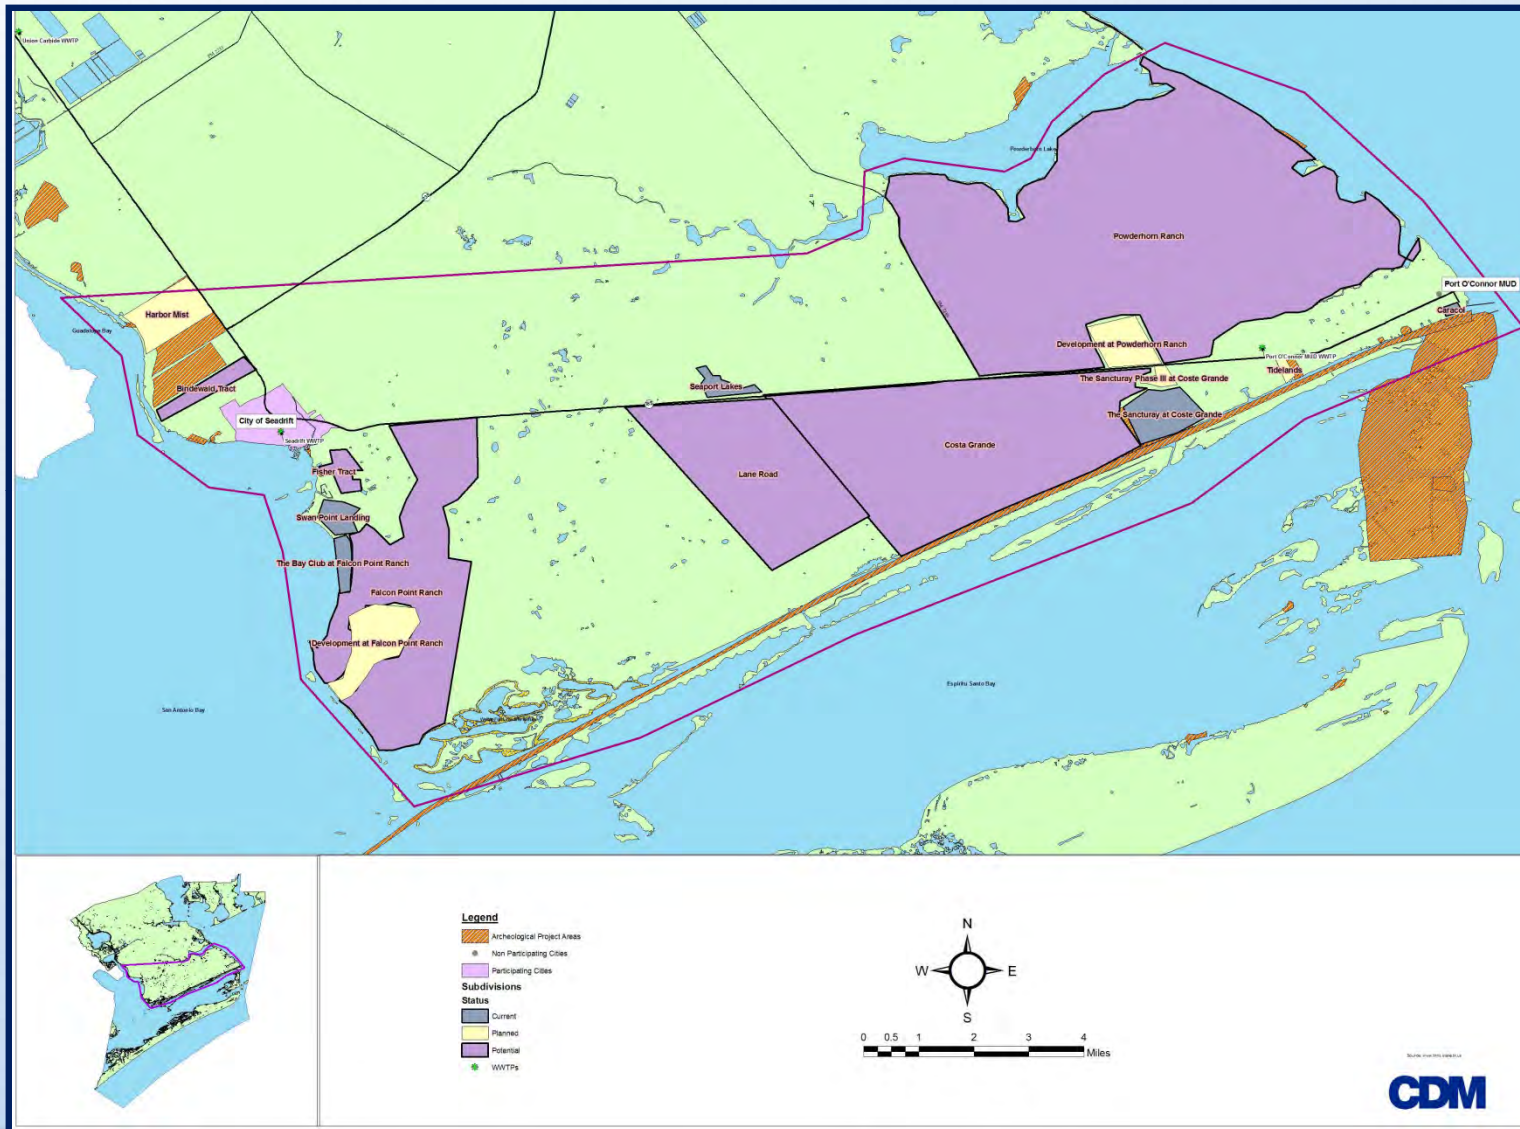 Union Carbide WWTP
Powderhorn Lake
Powderhorn Ranch
Port O'Connor MUD
Harbor Mist
Guadalupe Bay
Caracol
Development at Powderhorn Ranch
Port O'Connor MUD WWTP
Tidelands
The Sancturay Phase III at Coste Grande
Bindewald Tract
Seaport Lakes
The Sancturay at Coste Grande
City of Seadrift
Seadrift WWTP
Costa Grande
Fisher Tract
Lane Road
Swan Point Landing
The Bay Club at Falcon Point Ranch
Falcon Point Ranch
Development at Falcon Point Ranch
Espiritu Santo Bay
San Antonio Bay
Legend
Archeological Project Areas
Non Participating Cities
Participating Cities
Subdivisions
Status
Current
Planned
Potential
WWTPs
N
W E
S
0 0.5 1 2 3 4
Miles
CDM